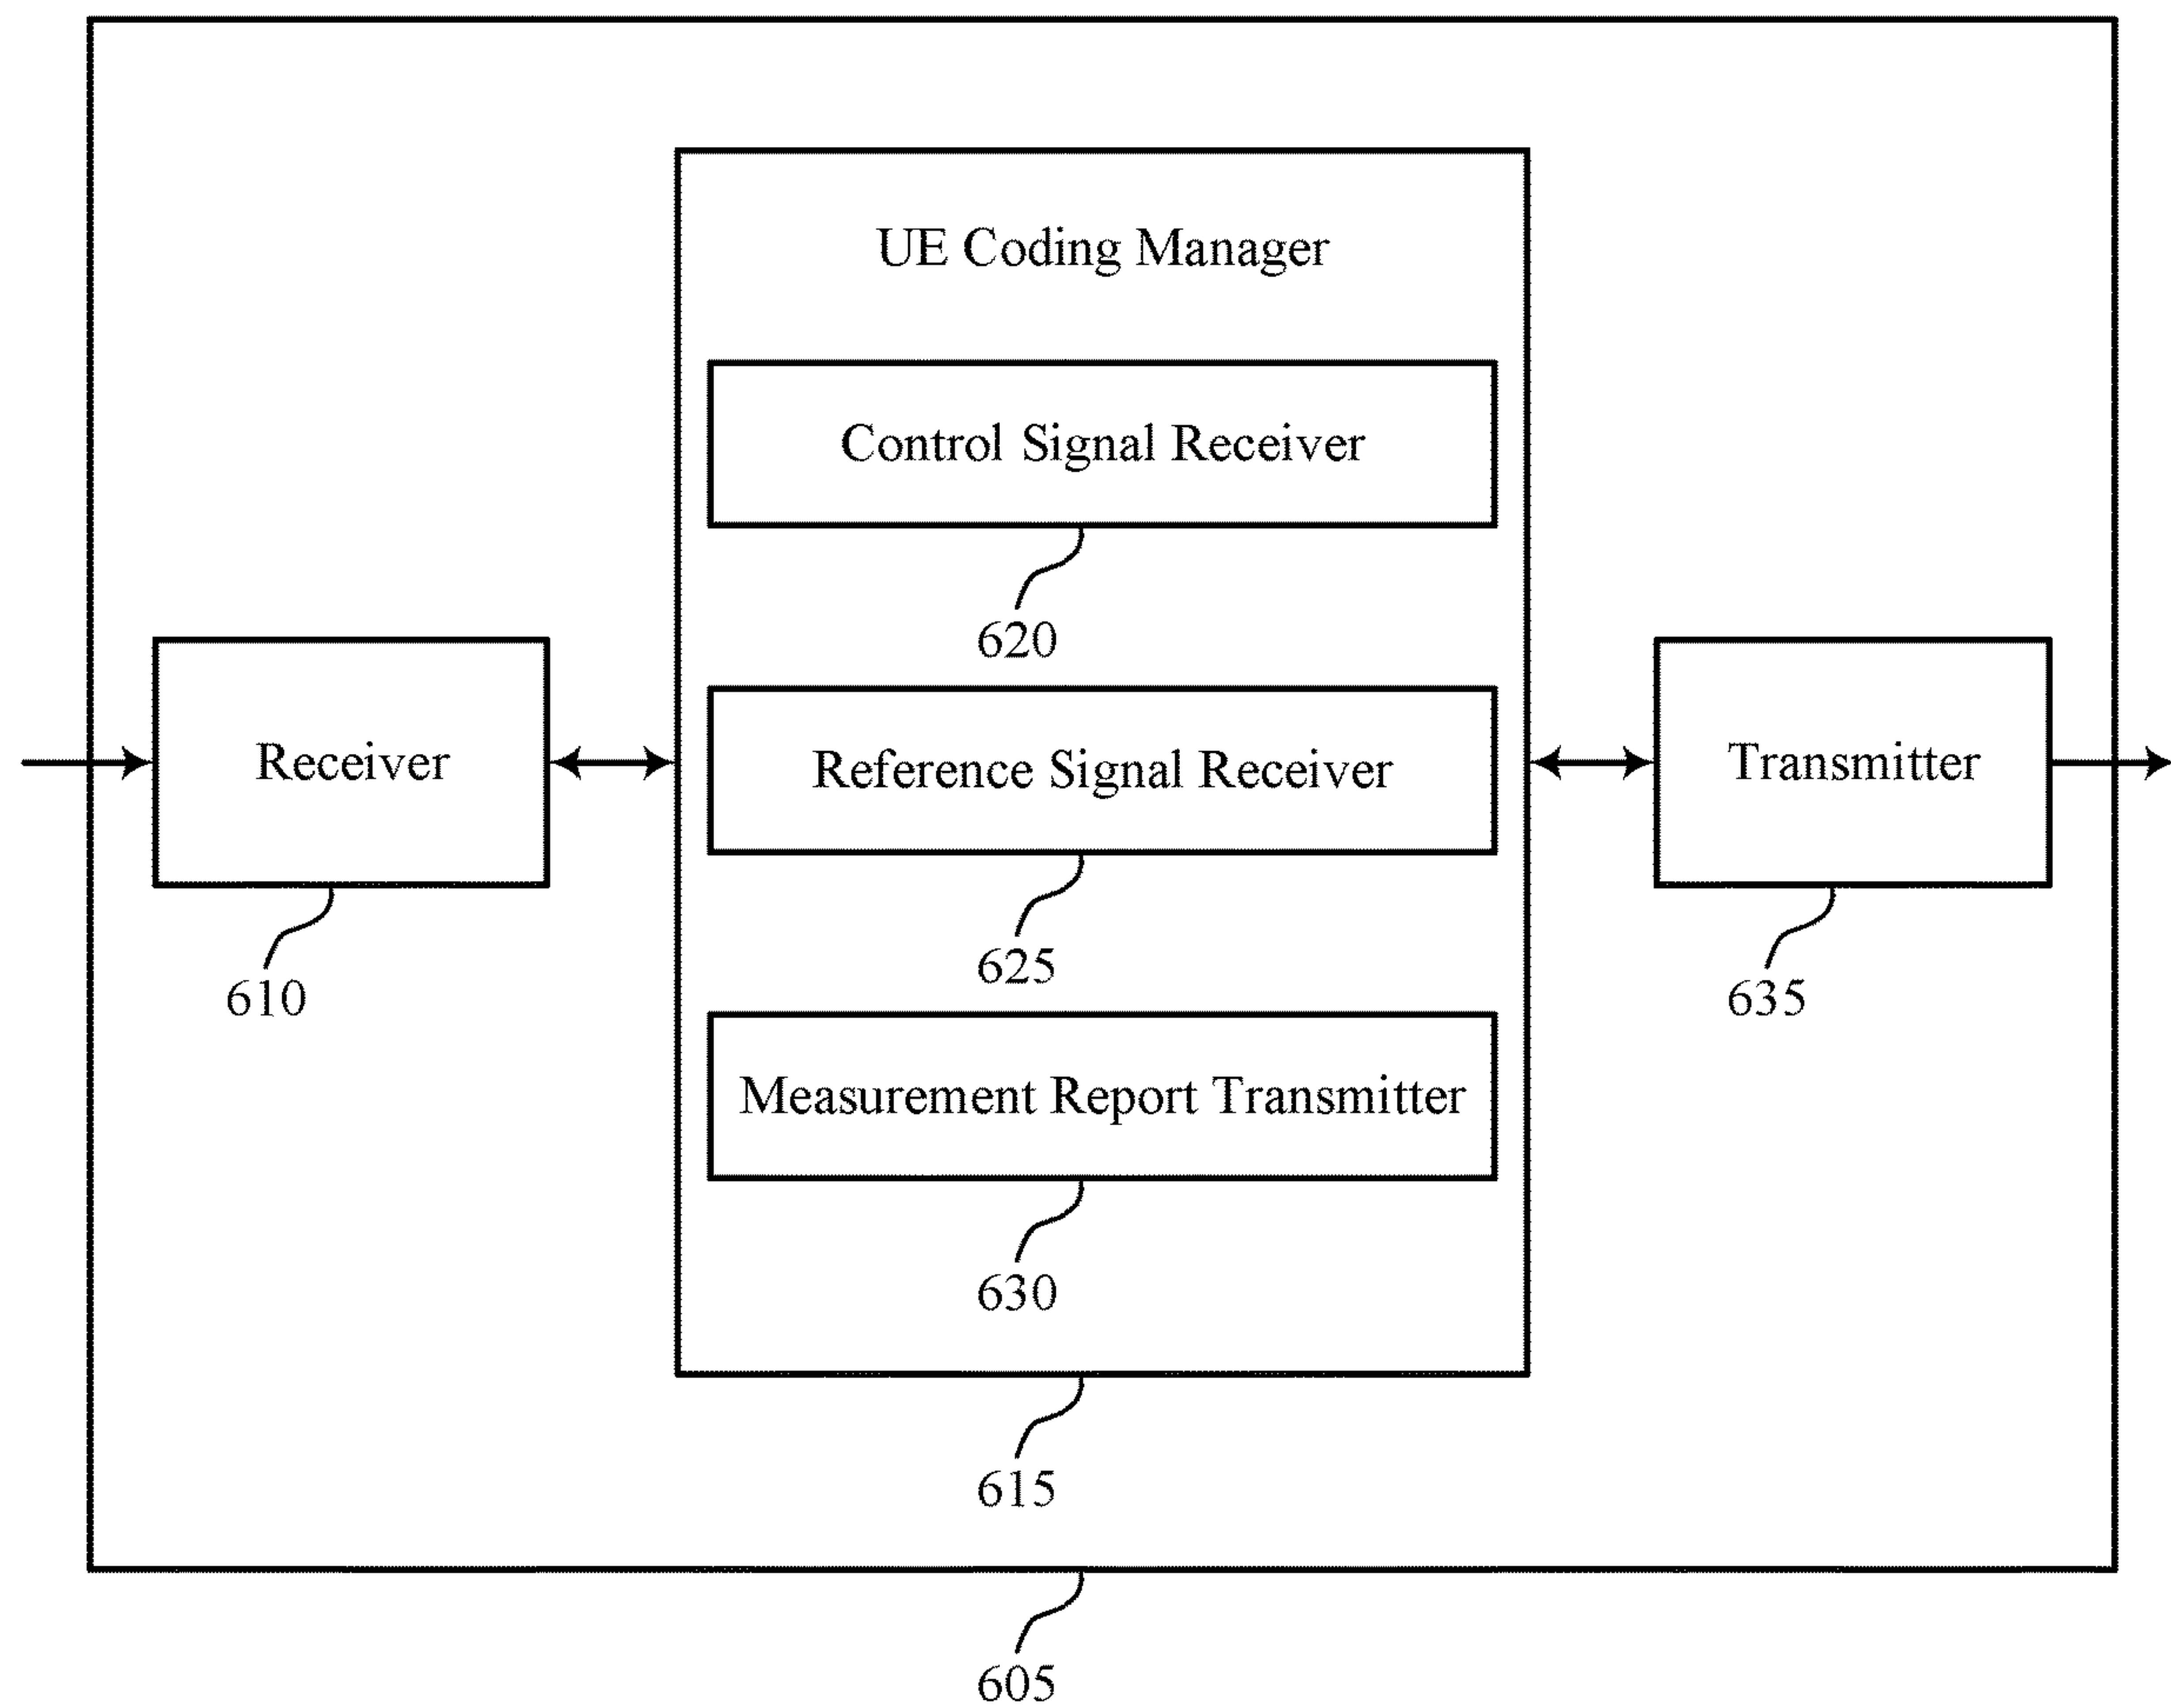 UE Coding Manager
Control Signal Receiver
620
Receiver
Reference Signal Receiver
Transmitter
610
625
635
Measurement Report Transmitter
630
615
605